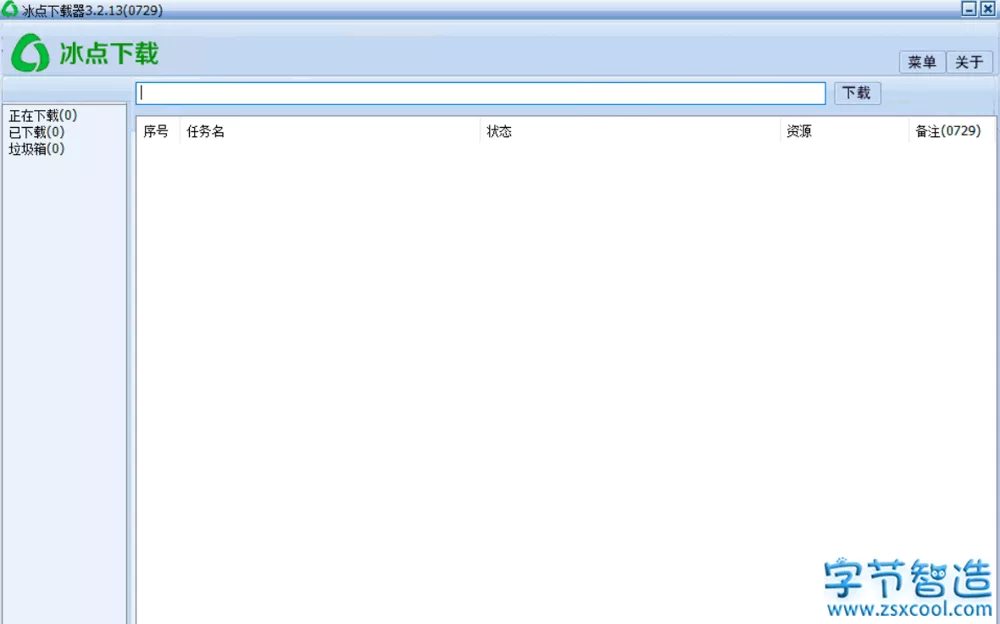 冰点下载器3.2.13(0729)
冰点下载
菜单 关于
下载
正在下载(0)
已下载(0)
垃圾箱(0)
序号 任务名 状态 资源 备注(0729)
字节智造
www.zsxcool.com